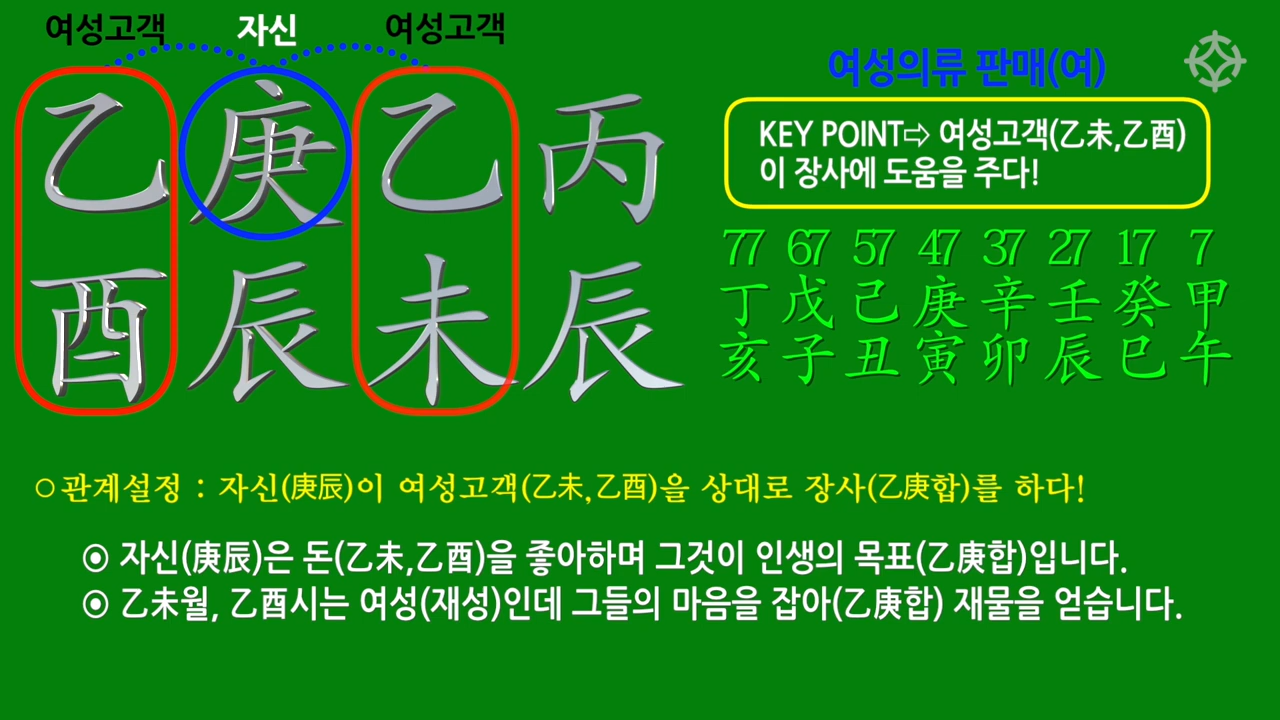 여성고객 자신 여성고객
乙 庚 乙 丙
酉 辰 未 辰
여성의류 판매(여)
KEY POINT⇨ 여성고객(乙未,乙酉)
이 장사에 도움을 주다!
77 67 57 47 37 27 17 7
丁 戊 己 庚 辛 壬 癸 甲
亥 子 丑 寅 卯 辰 巳 午
○관계설정 : 자신(庚辰)이 여성고객(乙未,乙酉)을 상대로 장사(乙庚합)를 하다!
◉ 자신(庚辰)은 돈(乙未,乙酉)을 좋아하며 그것이 인생의 목표(乙庚합)입니다.
◉ 乙未월, 乙酉시는 여성(재성)인데 그들의 마음을 잡아(乙庚합) 재물을 얻습니다.